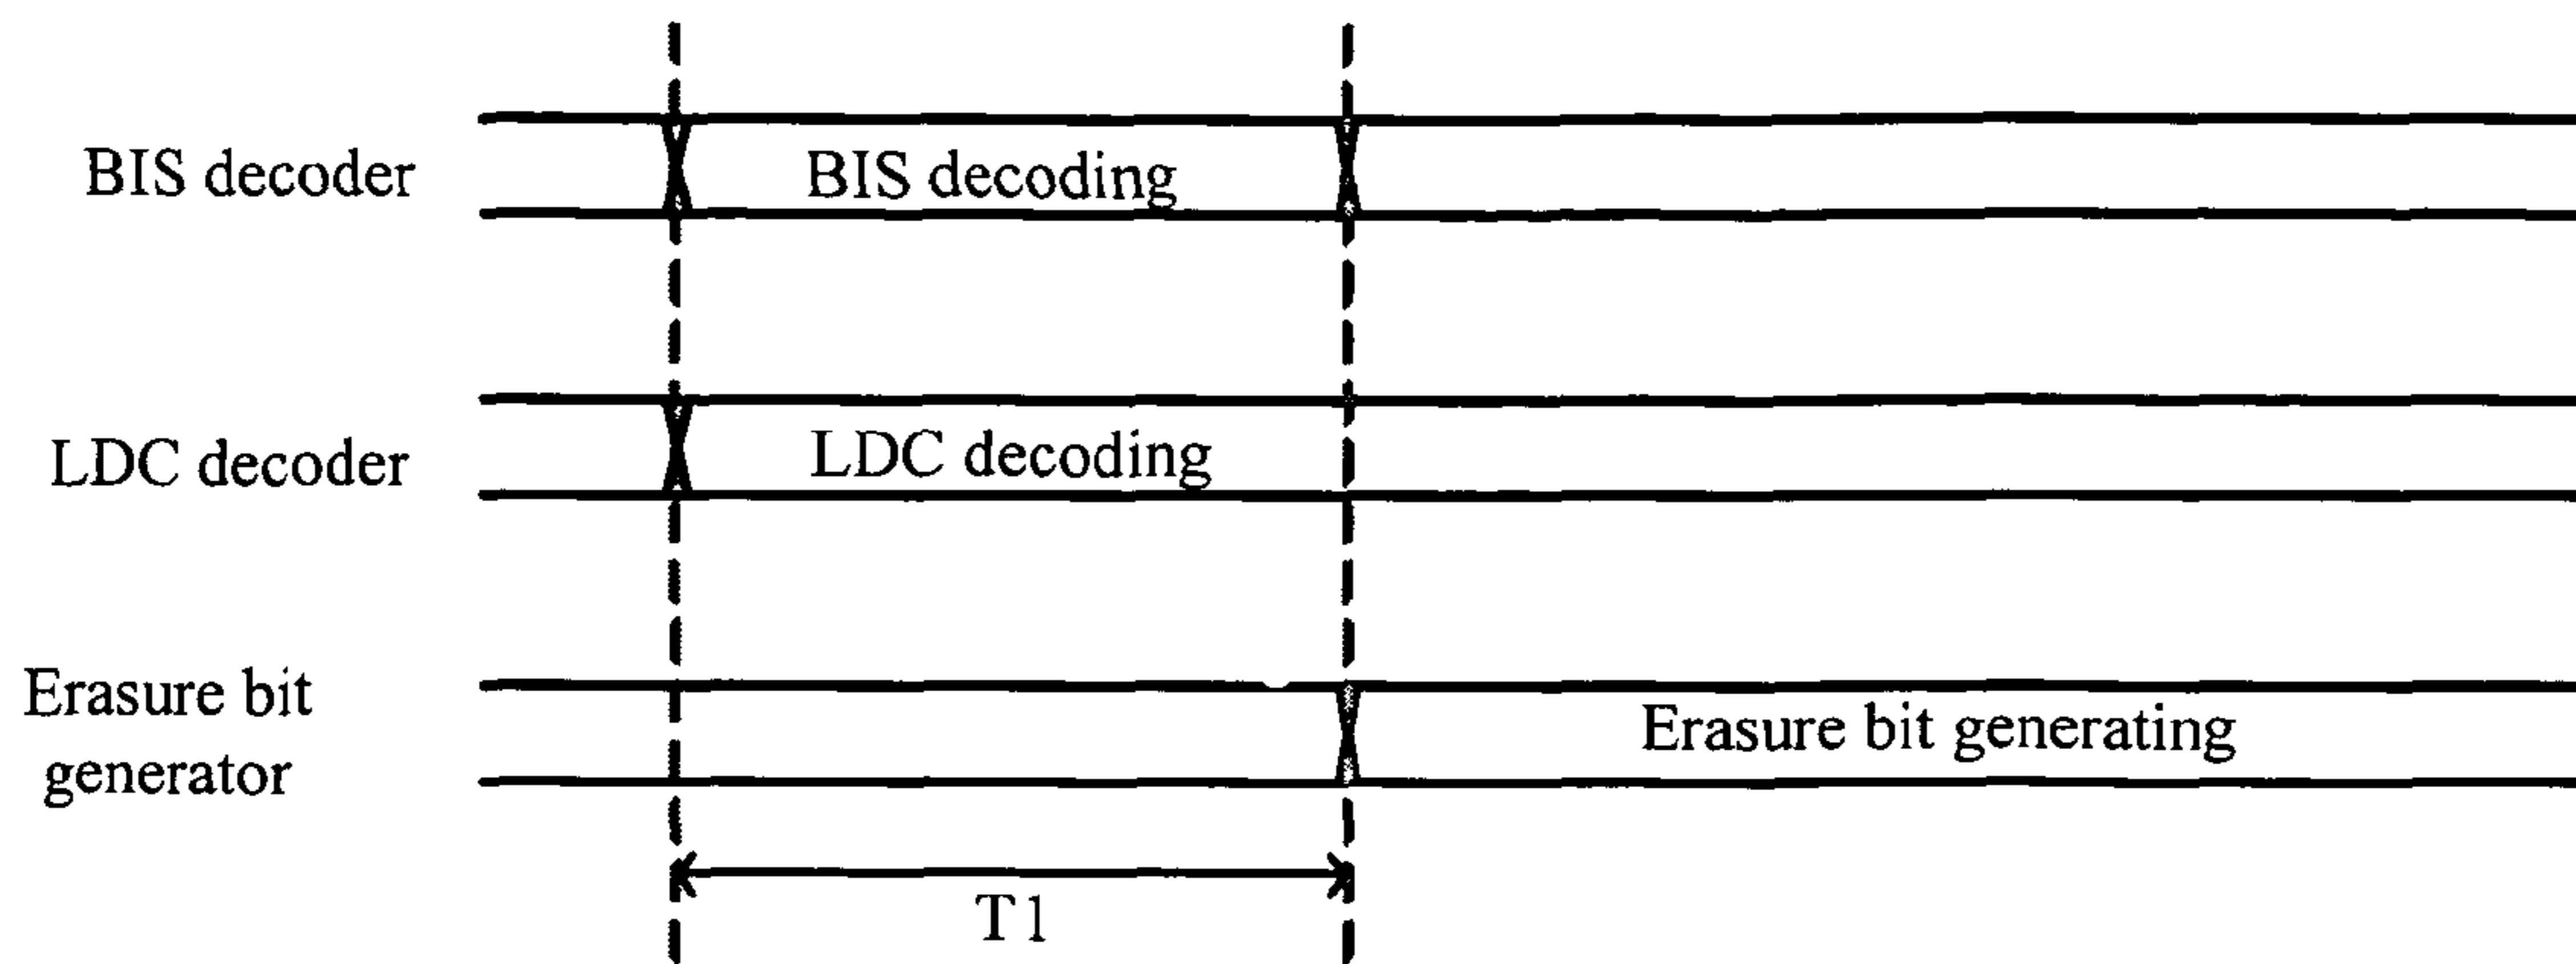 BIS decoder
BIS decoding
LDC decoder
LDC decoding
Erasure bit
generator
Erasure bit generating
T1